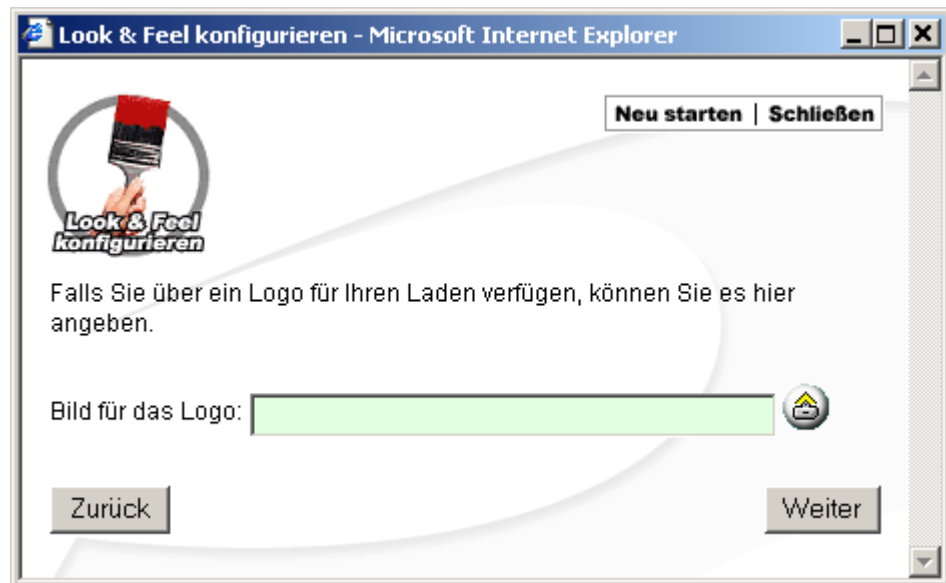 Look & Feel konfigurieren - Microsoft Internet Explorer
Neu starten | Schließen
Look & Feel
konfigurieren
Falls Sie über ein Logo für Ihren Laden verfügen, können Sie es hier
angeben.
Bild für das Logo:
Zurück
Weiter